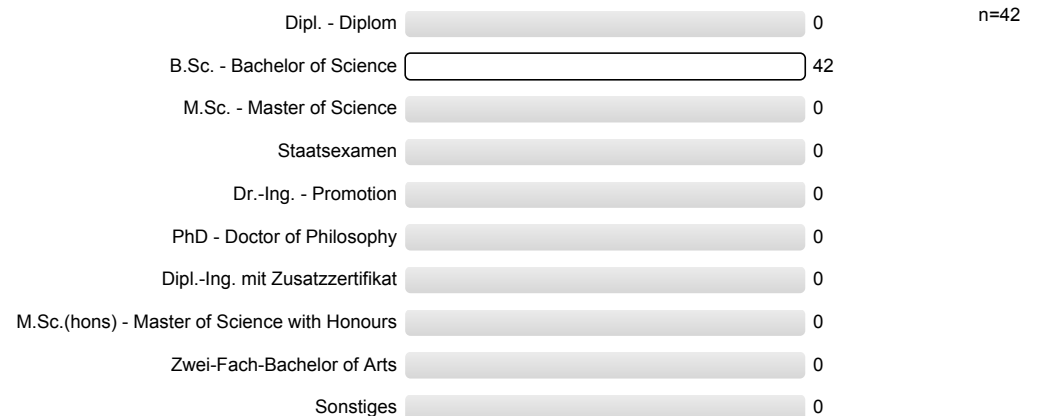 Dipl. - Diplom 0 n=42
B.Sc. - Bachelor of Science 42
M.Sc. - Master of Science 0
Staatsexamen 0
Dr.-Ing. - Promotion 0
PhD - Doctor of Philosophy 0
Dipl.-Ing. mit Zusatzzertifikat 0
M.Sc.(hons) - Master of Science with Honours 0
Zwei-Fach-Bachelor of Arts 0
Sonstiges 0